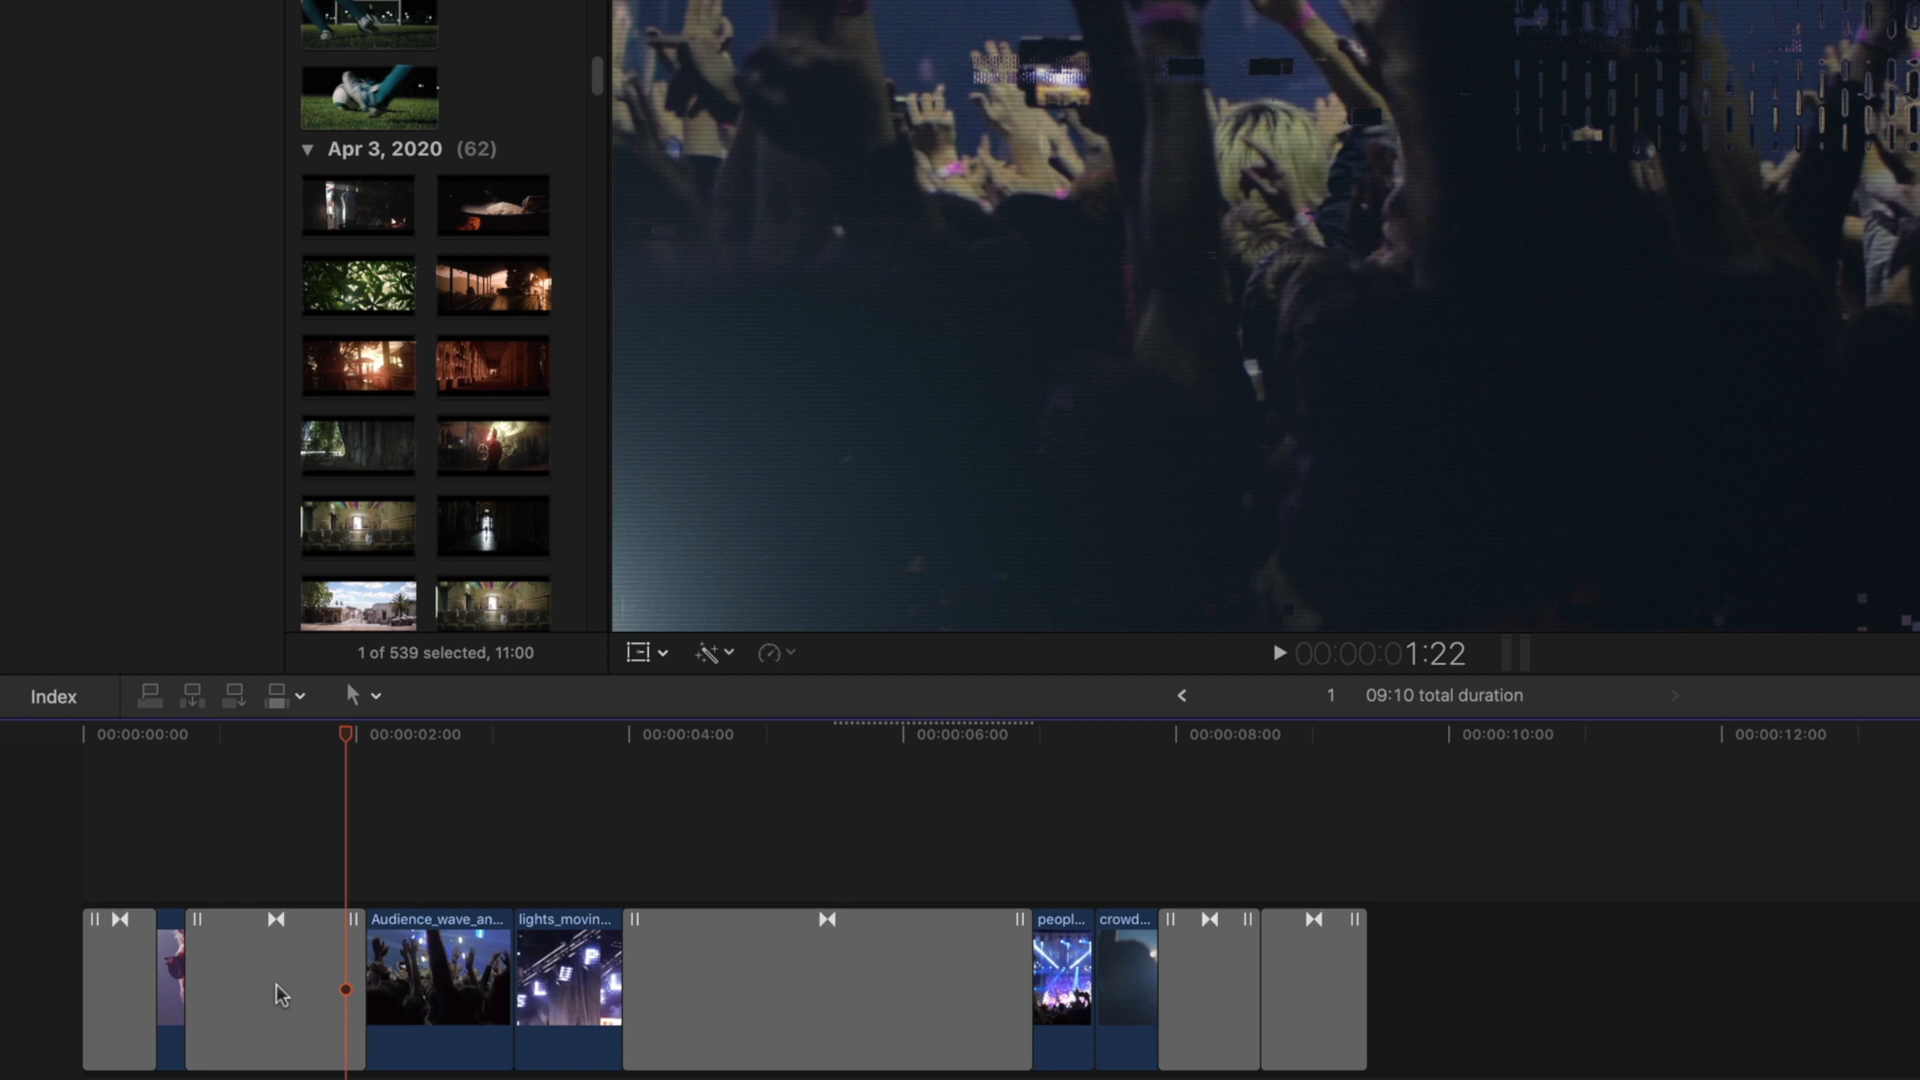 Apr 3, 2020 (62)
1 of 539 selected, 11:00
00:00:01:22
Index
1 09:10 total duration
00:00:00:00
00:00:02:00
00:00:04:00
00:00:06:00
00:00:08:00
00:00:10:00
00:00:12:00
Audience_wave_an...
lights_movin...
peopl...
crowd...